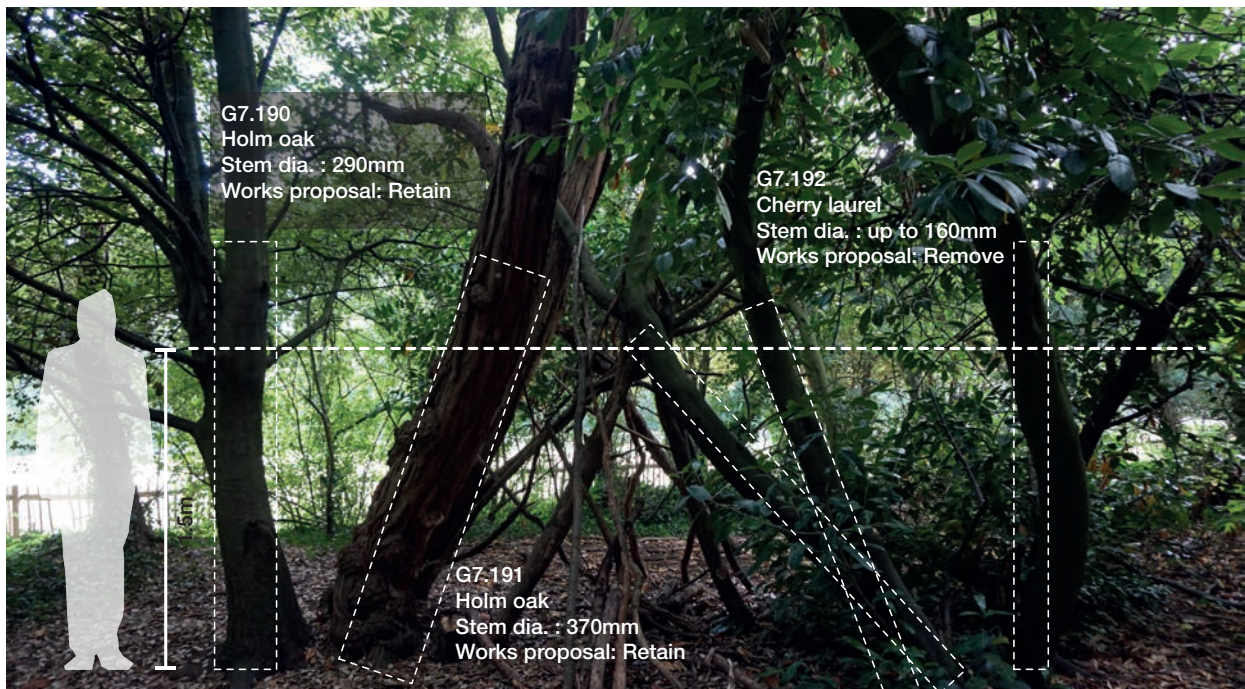 G7.190
Holm oak
Stem dia. : 290mm
Works proposal: Retain
G7.192
Cherry laurel
Stem dia. : up to 160mm
Works proposal: Remove
5m
G7.191
Holm oak
Stem dia. : 370mm
Works proposal: Retain